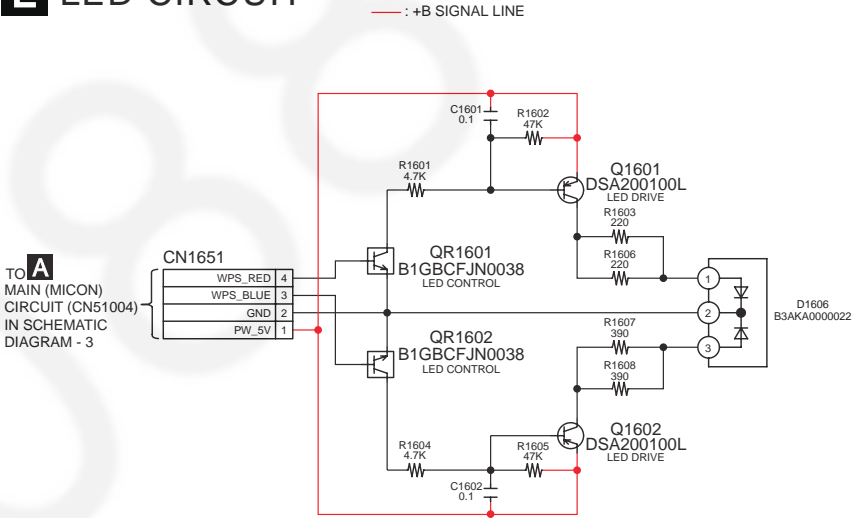 LED CIRCUIT
: +B SIGNAL LINE
C1601
0.1
R1602
47K
R1601
4.7K
Q1601
DSA200100L
LED DRIVE
R1603
220
R1606
220
TO A
MAIN (MICON)
CIRCUIT (CN51004)
IN SCHEMATIC
DIAGRAM - 3
CN1651
WPS_RED 4
WPS_BLUE 3
GND 2
PW_5V 1
QR1601
B1GBCFJN0038
LED CONTROL
QR1602
B1GBCFJN0038
LED CONTROL
1
2
3
D1606
B3AKA0000022
R1607
390
R1608
390
Q1602
DSA200100L
LED DRIVE
R1604
4.7K
R1605
47K
C1602
0.1